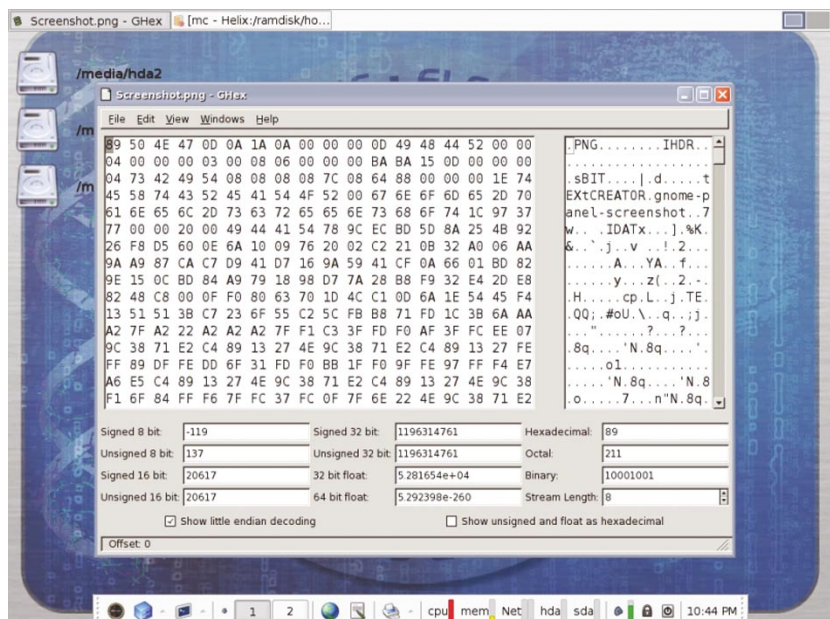 Screenshot.png - GHex
[mc - Helix:/ramdisk/ho...
/media/hda2
/m
/m
Screenshot.png - GHex
File Edit View Windows Help
89 50 4E 47 0D 0A 1A 0A 00 00 00 0D 49 48 44 52 00 00
04 00 00 00 03 00 08 06 00 00 00 BA BA 15 0D 00 00 00
04 73 42 49 54 08 08 08 08 7C 08 64 88 00 00 00 1E 74
45 58 74 43 52 45 41 54 4F 52 00 67 6E 6F 6D 65 2D 70
61 6E 65 6C 2D 73 63 72 65 65 6E 73 68 6F 74 1C 97 37
77 00 00 20 00 49 44 41 54 78 9C EC BD 5D 8A 25 4B 92
26 F8 D5 60 0E 6A 10 09 76 20 02 C2 21 0B 32 A0 06 AA
9A A9 87 CA C7 D9 41 D7 16 9A 59 41 CF 0A 66 01 BD 82
9E 15 0C BD 84 A9 79 18 98 D7 7A 28 B8 F9 32 E4 2D E8
82 48 C8 00 0F F0 80 63 70 1D 4C C1 0D 6A 1E 54 45 F4
13 51 51 3B C7 23 6F 55 C2 5C FB B8 71 FD 1C 3B 6A AA
A2 7F A2 22 A2 A2 A2 7F F1 C3 3F FD F0 AF 3F FC EE 07
9C 38 71 E2 C4 89 13 27 4E 9C 38 71 E2 C4 89 13 27 FE
FF 89 DF FE DD 6F 31 FD F0 BB 1F F0 9F FE 97 FF F4 E7
A6 E5 C4 89 13 27 4E 9C 38 71 E2 C4 89 13 27 4E 9C 38
F1 6F 84 FF F6 7F FC 37 FC 0F 7F 6E 22 4E 9C 38 71 E2
.PNG........IHDR..
..................
.sBIT....|.d.....t
EXtCREATOR.gnome-p
anel-screenshot..7
w.. .IDATx...].%K.
&..`.j..v ..!.2...
.......A...YA..f...
........y...z(..2.-.
.H.....cp.L..j.TE.
.QQ;.#oU.\..q..;j.
..."......?...?...
.8q.....'N.8q....'.
......o1..........
.....'N.8q.....'N.8
.o.....7...n"N.8q.
Signed 8 bit: -119 Signed 32 bit: 1196314761 Hexadecimal: 89
Unsigned 8 bit: 137 Unsigned 32 bit: 1196314761 Octal: 211
Signed 16 bit: 20617 32 bit float: 5.281654e+04 Binary: 10001001
Unsigned 16 bit: 20617 64 bit float: 5.292398e-260 Stream Length: 8
Show little endian decoding Show unsigned and float as hexadecimal
Offset: 0
1 2 cpu mem Net hda sda 10:44 PM